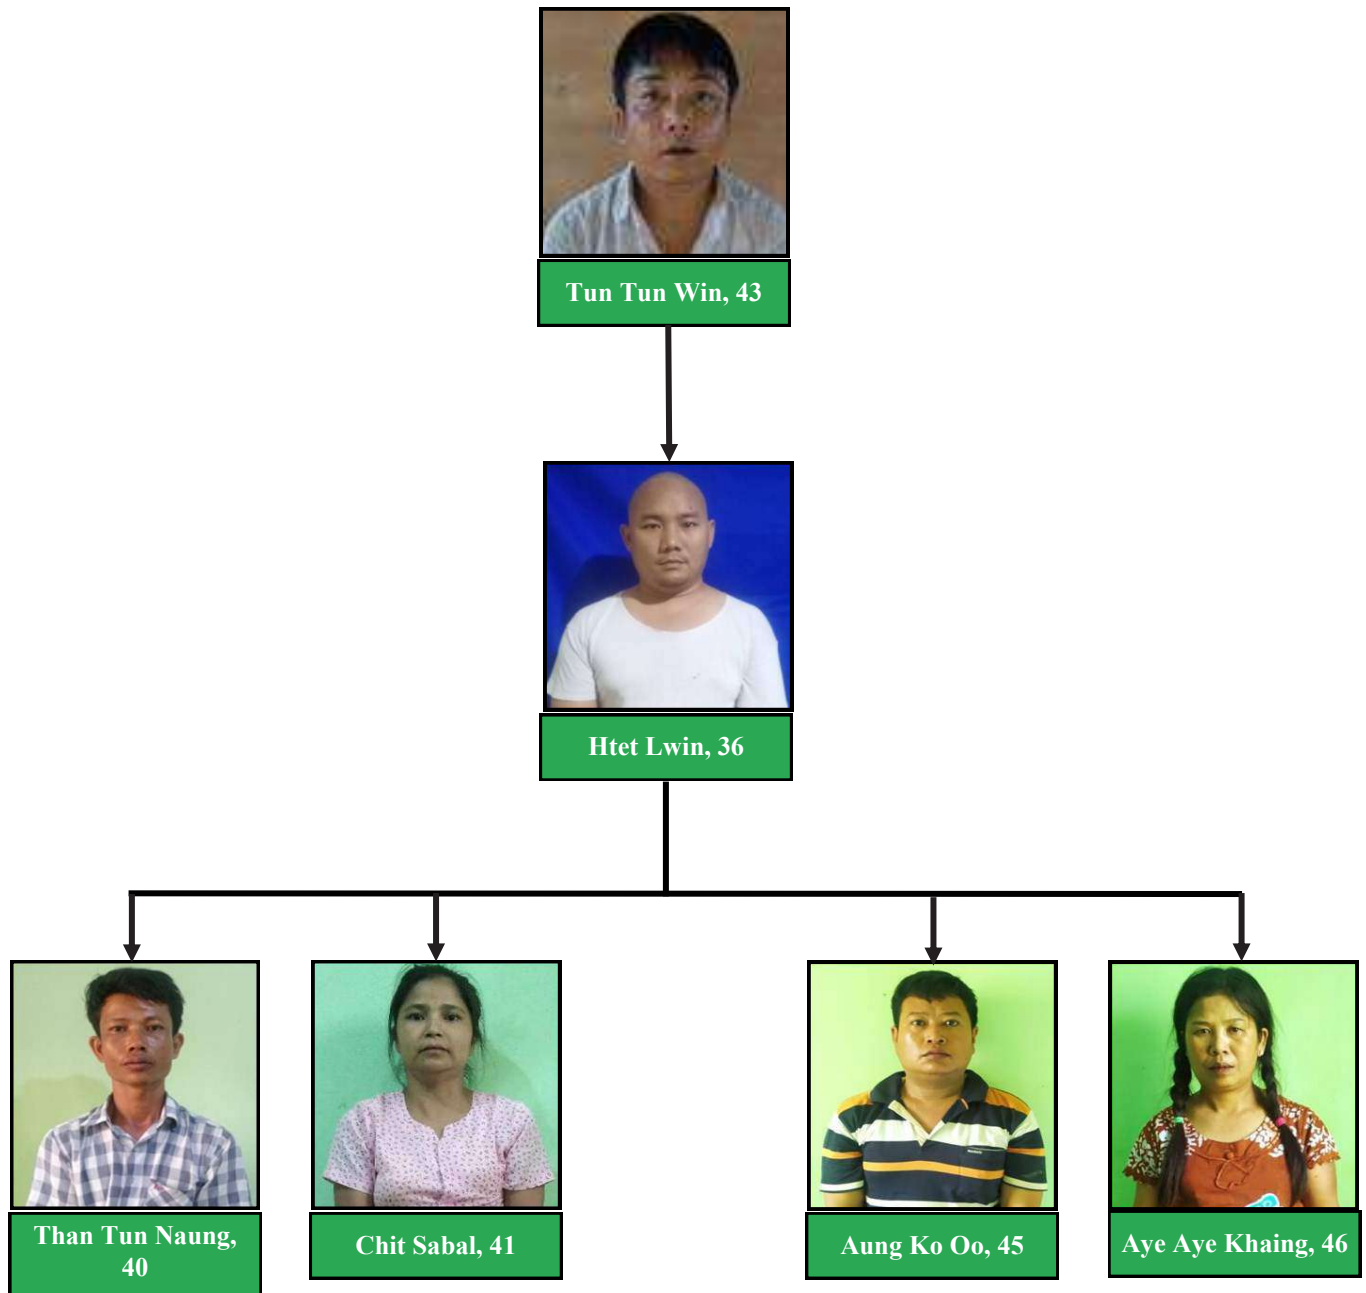 Tun Tun Win, 43
Htet Lwin, 36
Than Tun Naung,
40
Chit Sabal, 41
Aung Ko Oo, 45
Aye Aye Khaing, 46